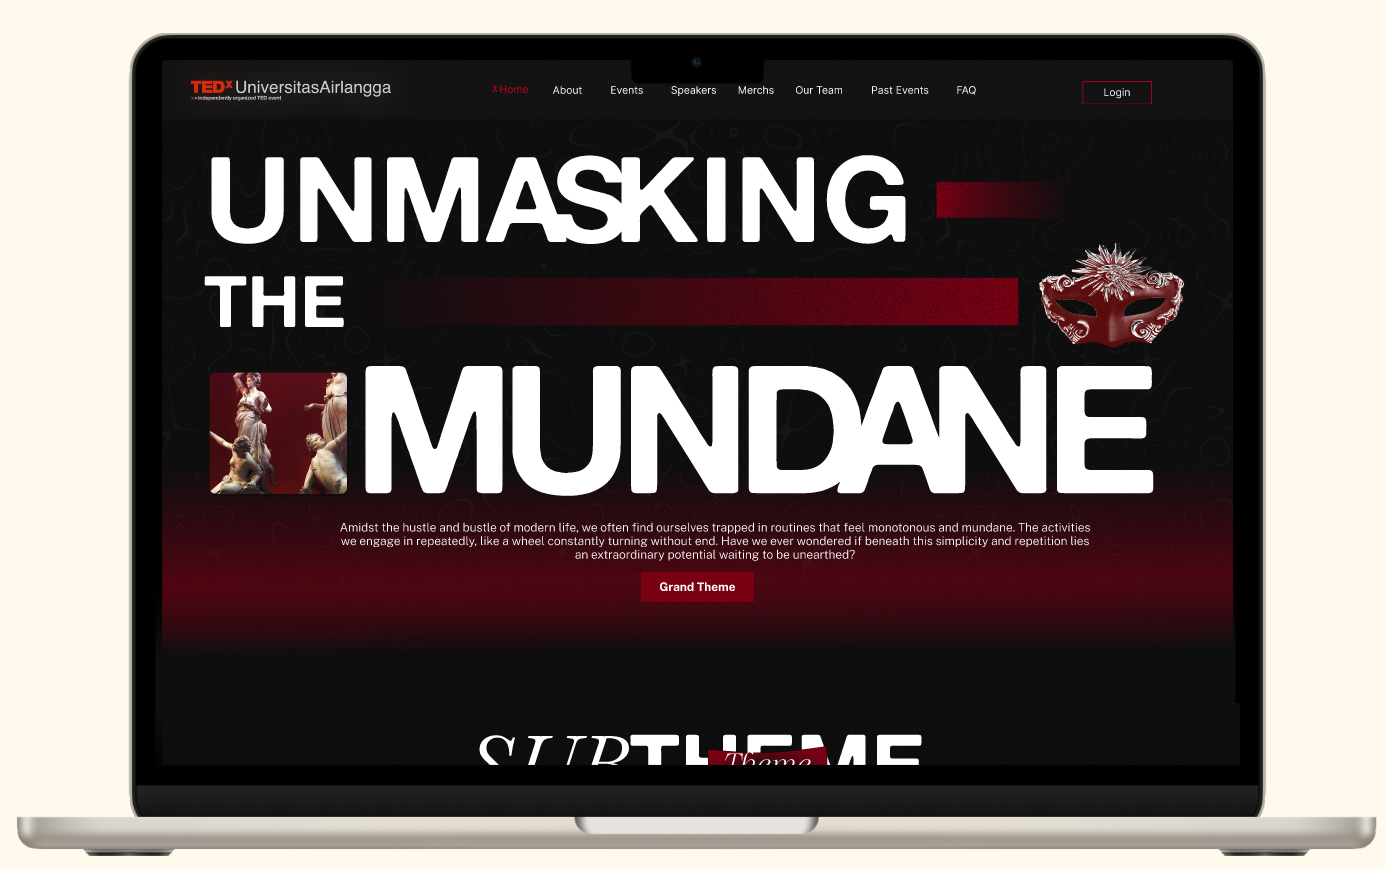 TEDx UniversitasAirlangga
x = independently organized TED event
X Home About Events Speakers Merchs Our Team Past Events FAQ Login
UNMASKING
THE
MUNDANE
Amidst the hustle and bustle of modern life, we often find ourselves trapped in routines that feel monotonous and mundane. The activities
we engage in repeatedly, like a wheel constantly turning without end. Have we ever wondered if beneath this simplicity and repetition lies
an extraordinary potential waiting to be unearthed?
Grand Theme
SUBTHEME
Theme